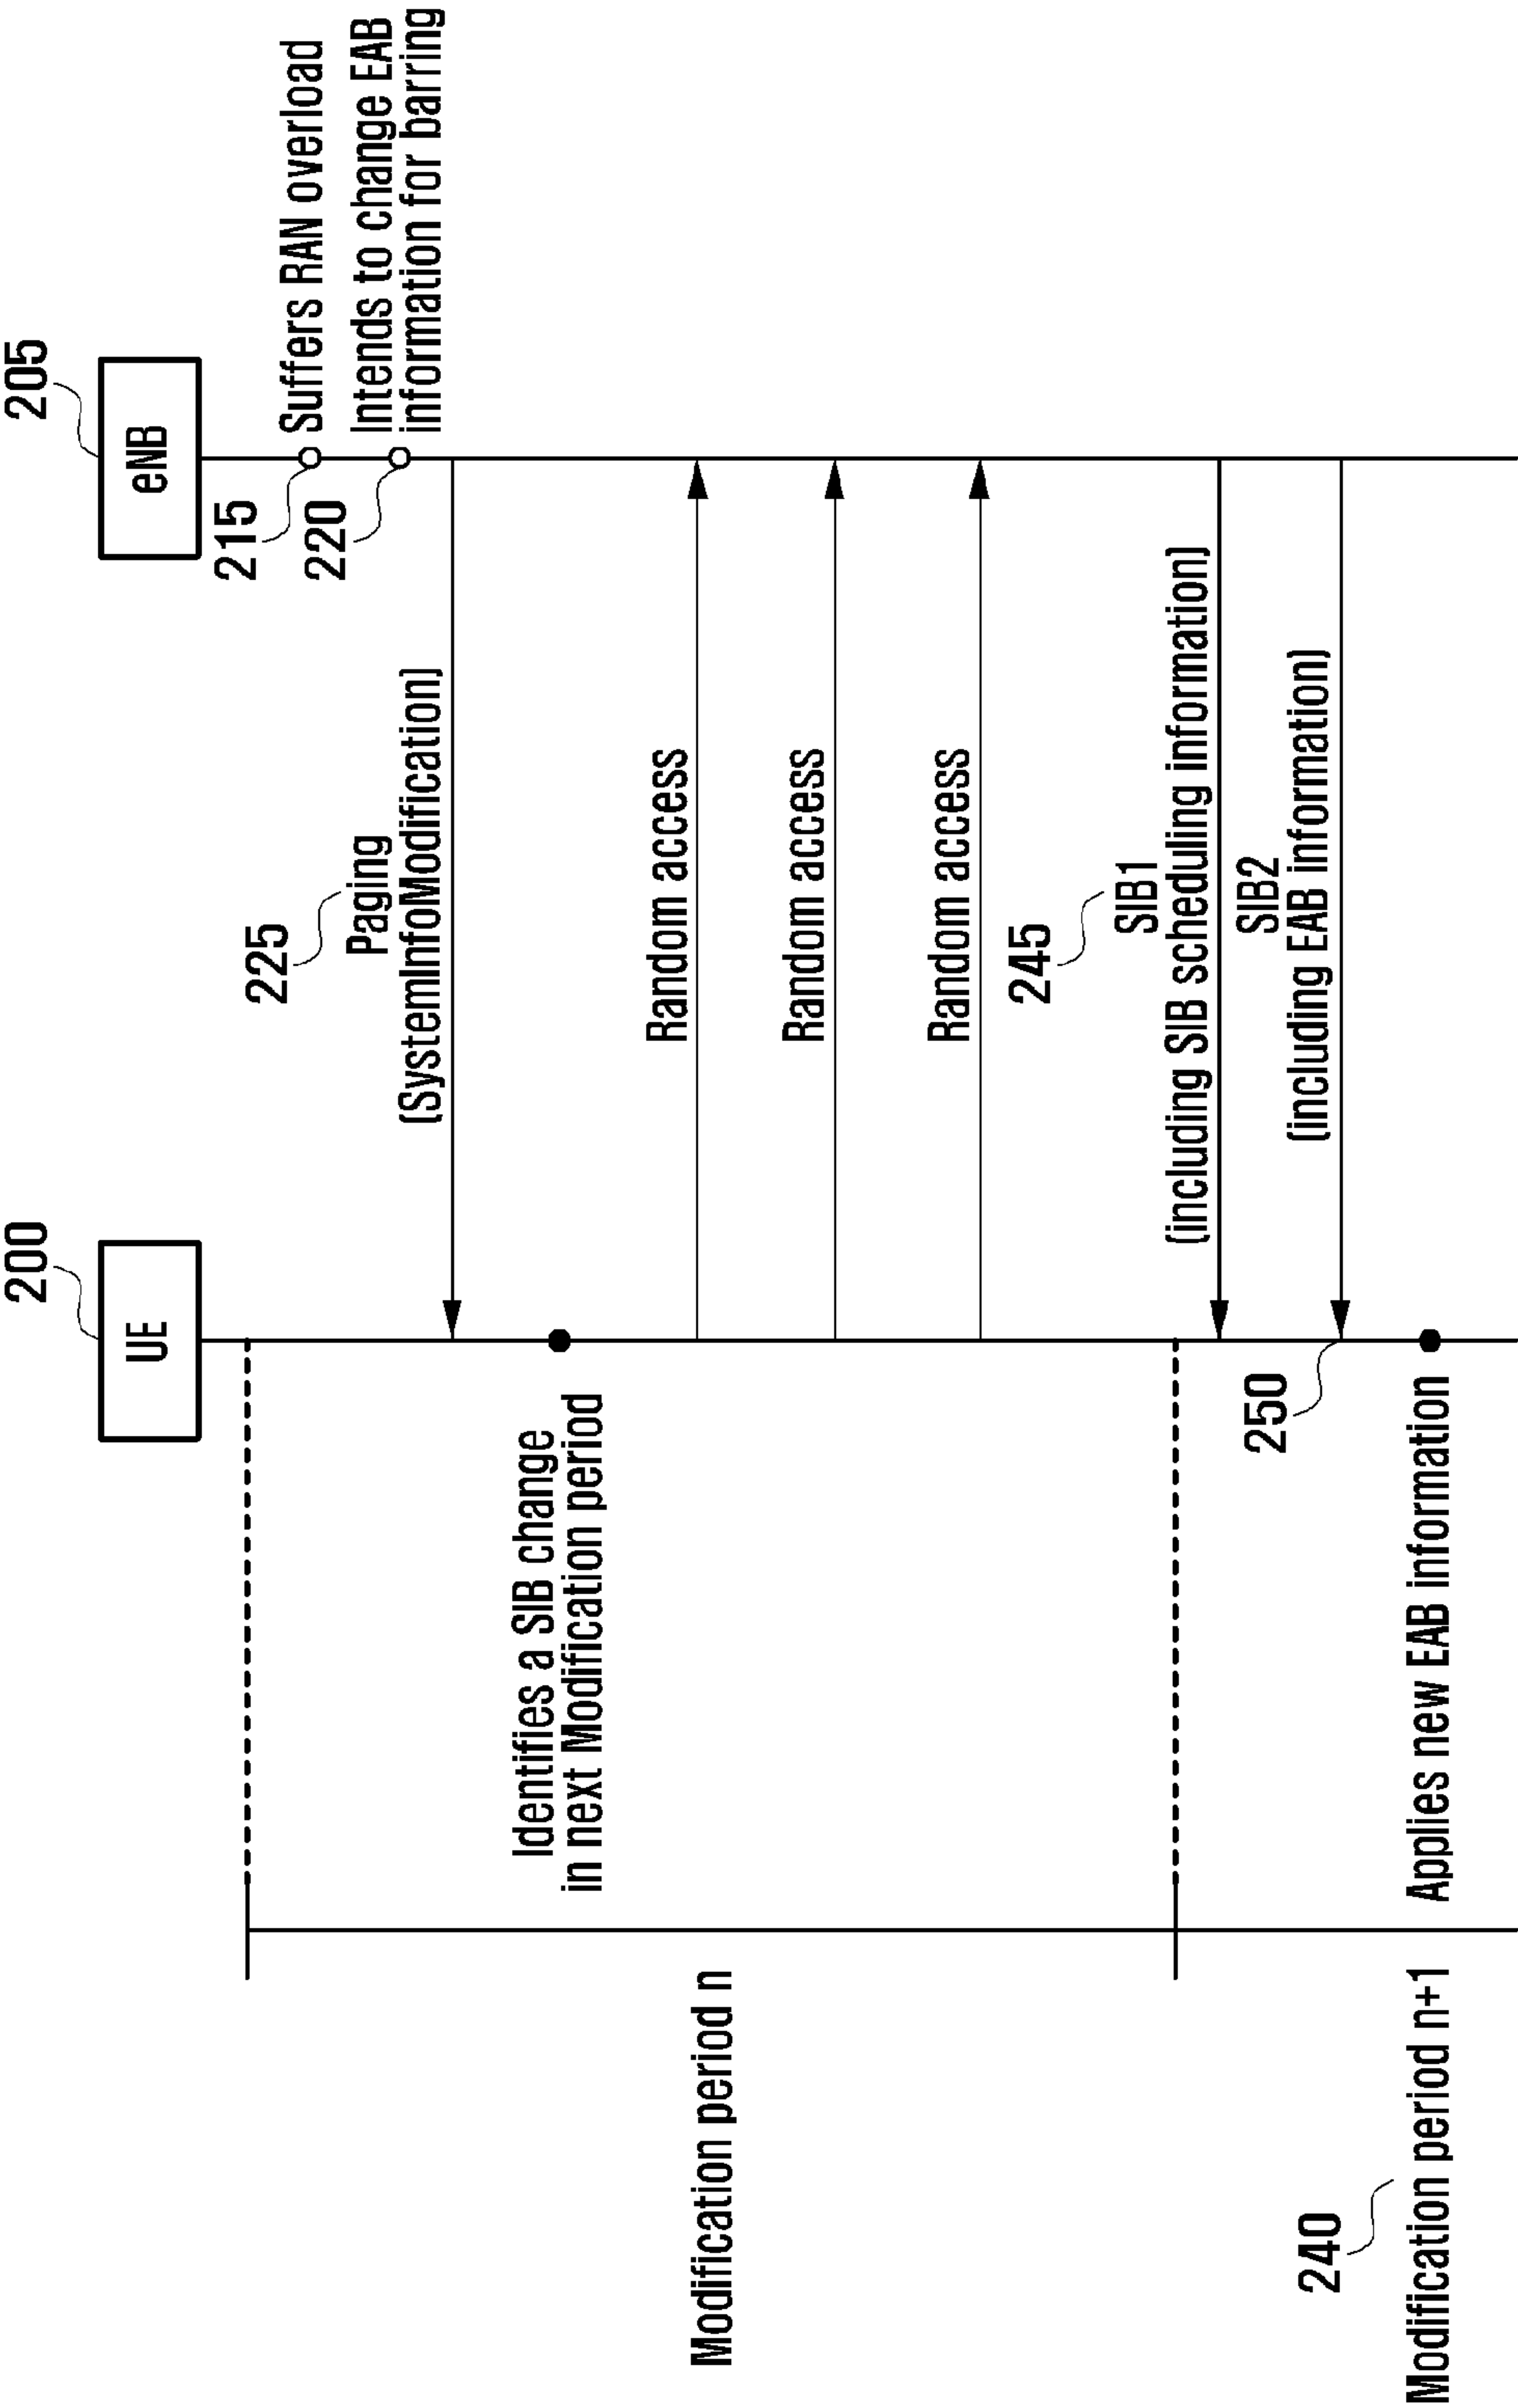 200
205
UE
eNB
215
Suffers RAN overload
220
Intends to change EAB
information for barring
225
Paging
(SystemInfoModification)
Identifies a SIB change
in next Modification period
Modification period n
Random access
Random access
Random access
245
SIB1
(including SIB scheduling information)
SIB2
(including EAB information)
250
240
Modification period n+1
Applies new EAB information